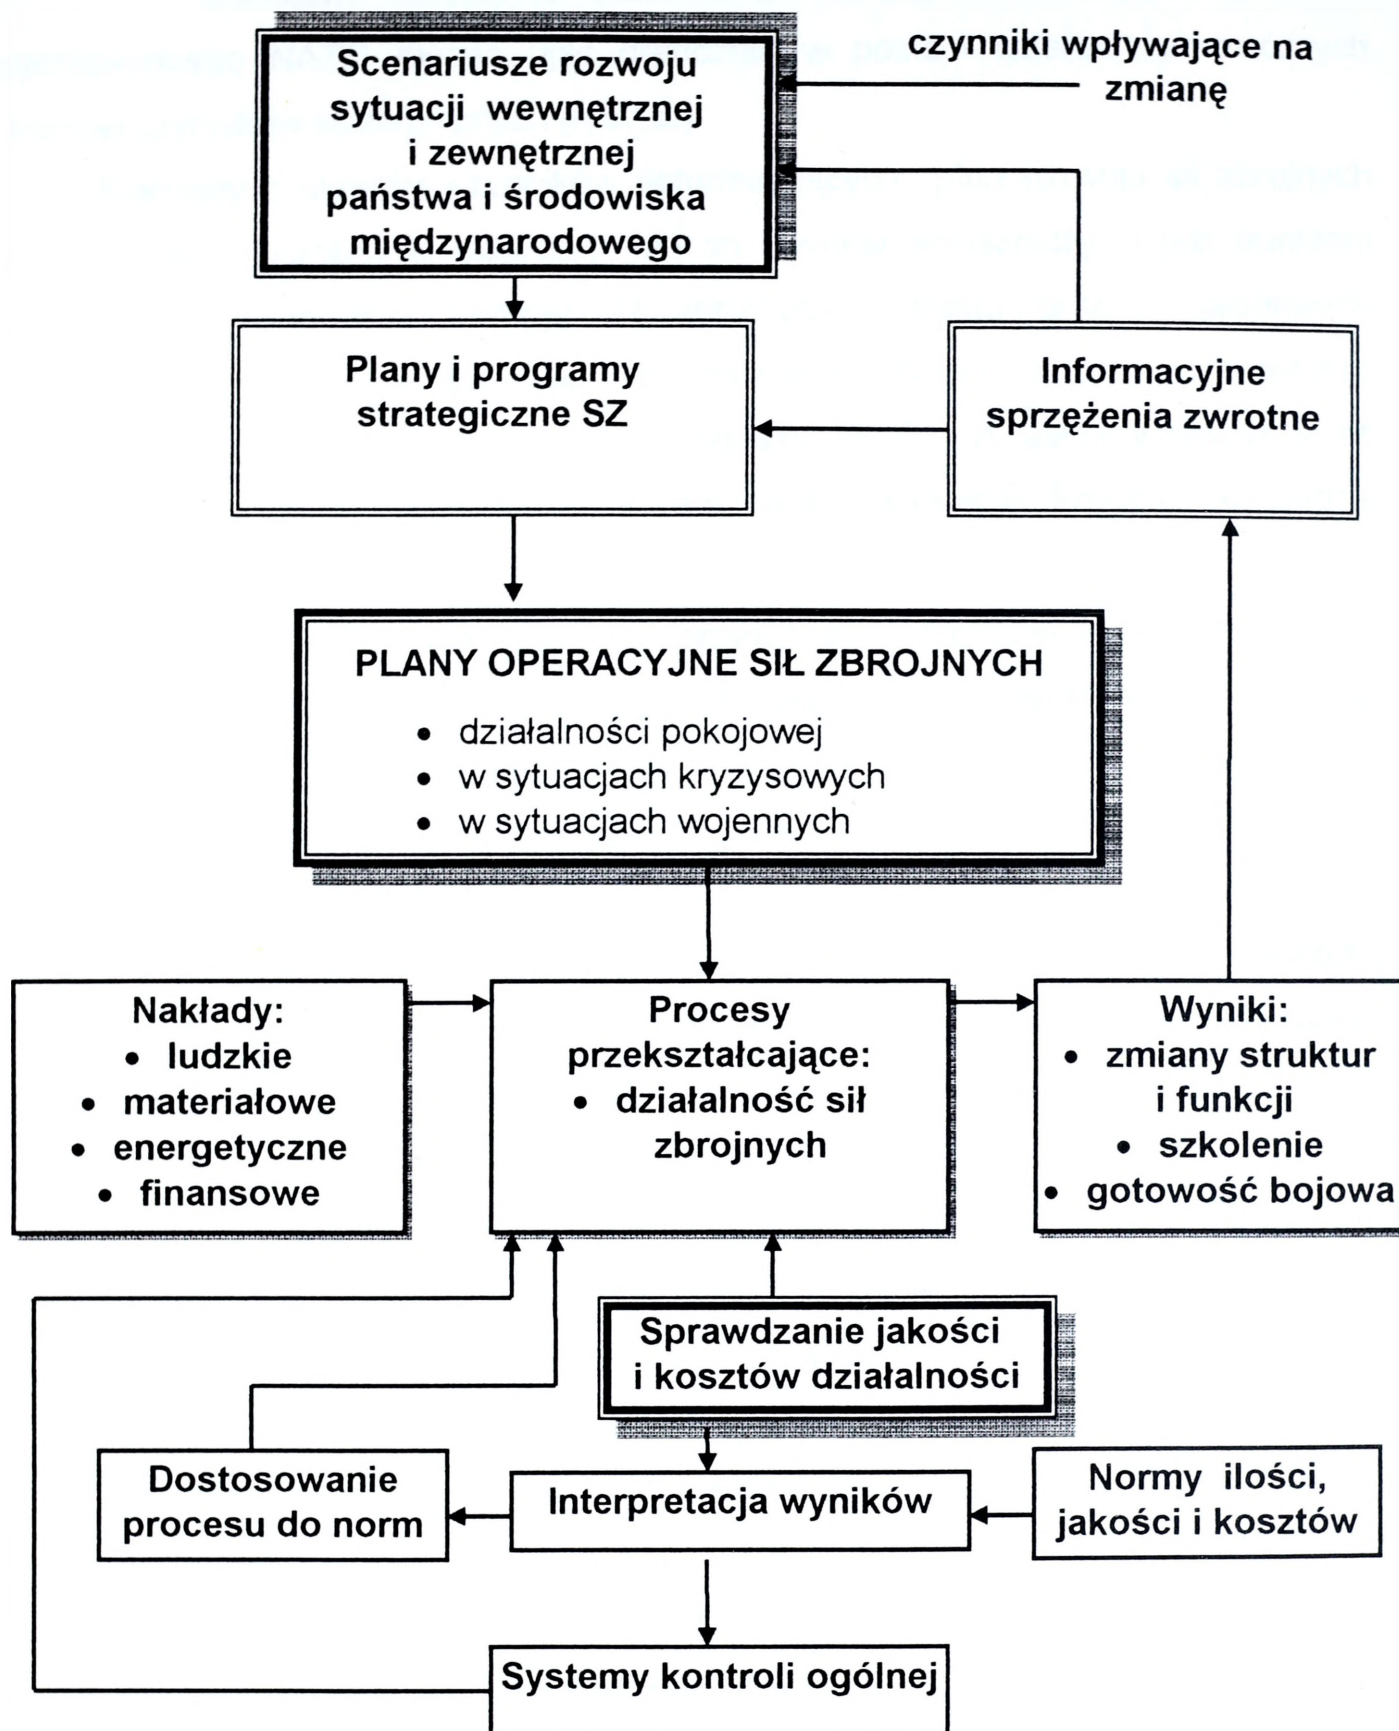 Scenariusze rozwoju
sytuacji wewnętrznej
i zewnętrznej
państwa i środowiska
międzynarodowego
czynniki wpływające na
zmianę
Plany i programy
strategiczne SZ
Informacyjne
sprzężenia zwrotne
PLANY OPERACYJNE SIŁ ZBROJNYCH
• działalności pokojowej
• w sytuacjach kryzysowych
• w sytuacjach wojennych
Nakłady:
• ludzkie
• materiałowe
• energetyczne
• finansowe
Procesy
przekształcające:
• działalność sił
zbrojnych
Wyniki:
• zmiany struktur
i funkcji
• szkolenie
• gotowość bojowa
Sprawdzanie jakości
i kosztów działalności
Dostosowanie
procesu do norm
Interpretacja wyników
Normy ilości,
jakości i kosztów
Systemy kontroli ogólnej